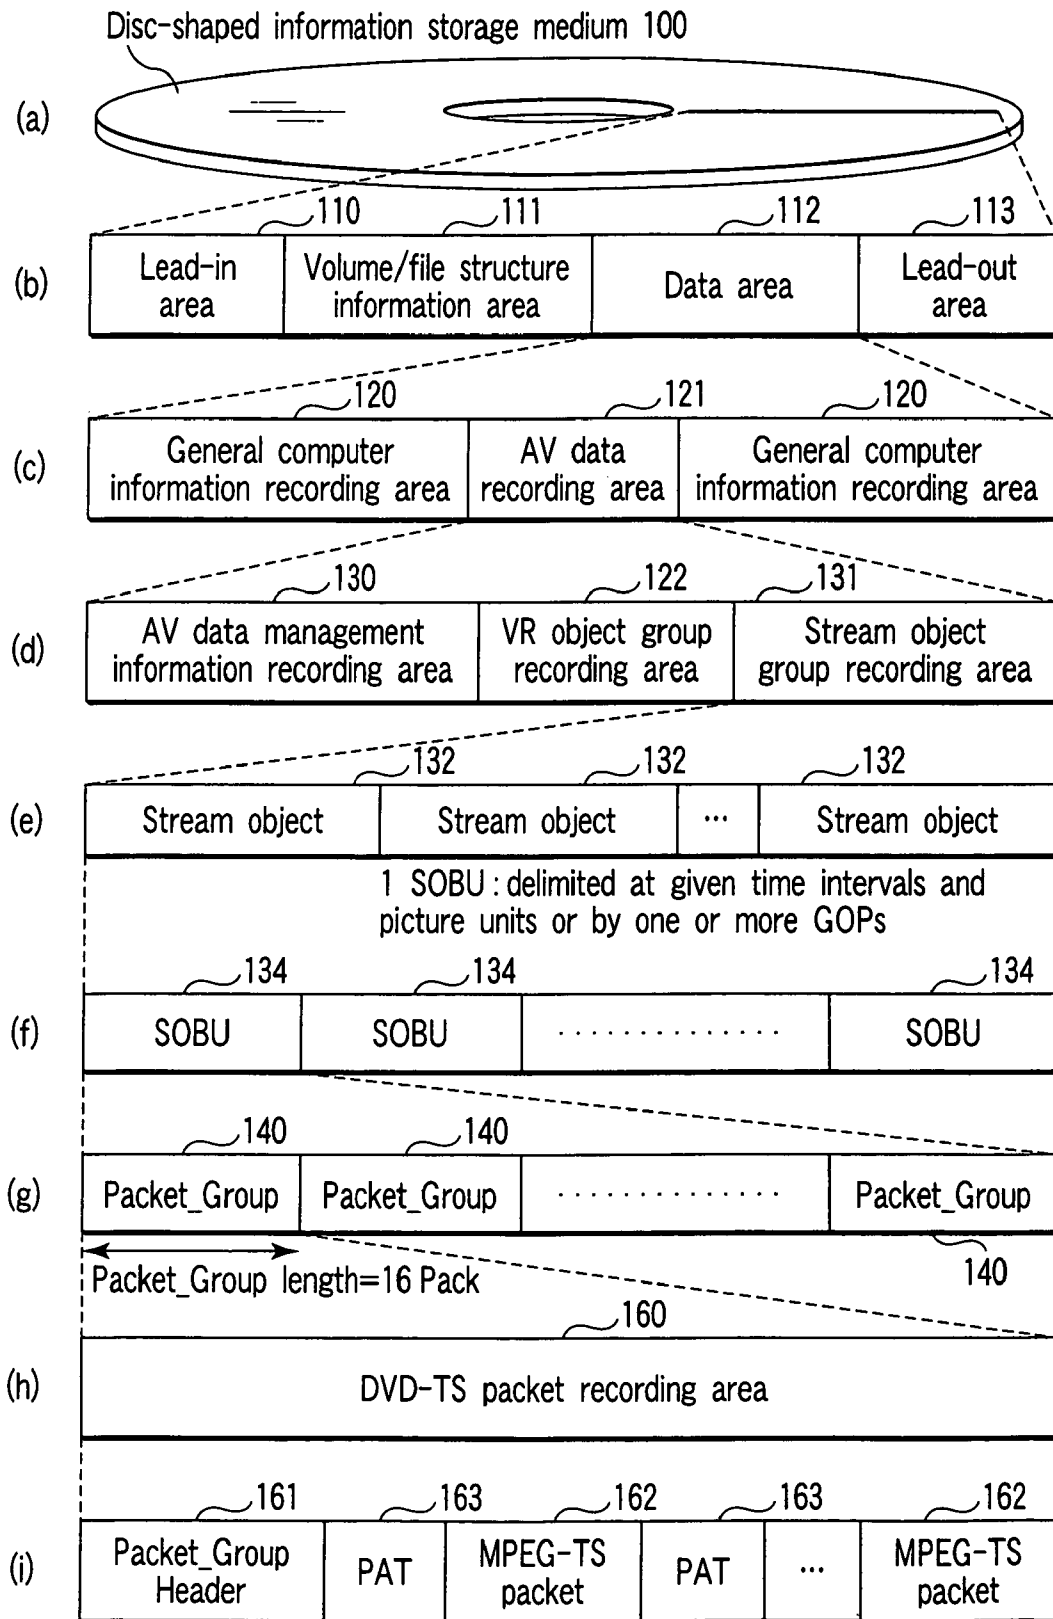 Disc-shaped information storage medium 100
(a)
110 111 112 113
(b) Lead-in area Volume/file structure information area Data area Lead-out area
120 121 120
(c) General computer information recording area AV data recording area General computer information recording area
130 122 131
(d) AV data management information recording area VR object group recording area Stream object group recording area
132 132 132
(e) Stream object Stream object ... Stream object
1 SOBU : delimited at given time intervals and
picture units or by one or more GOPs
134 134 134
(f) SOBU SOBU .............. SOBU
140 140
(g) Packet_Group Packet_Group .............. Packet_Group
140
Packet_Group length=16 Pack
160
(h) DVD-TS packet recording area
161 163 162 163 162
(i) Packet_Group Header PAT MPEG-TS packet PAT ... MPEG-TS packet